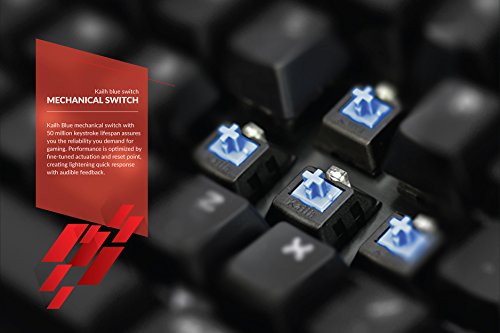 Kailh blue switch
MECHANICAL SWITCH
Kailh Blue mechanical switch with
50 million keystroke lifespan assures
you the reliability you demand for
gaming. Performance is optimized by
fine-tuned actuation and reset point,
creating lightening quick response
with audible feedback.
Kailh
Z
X